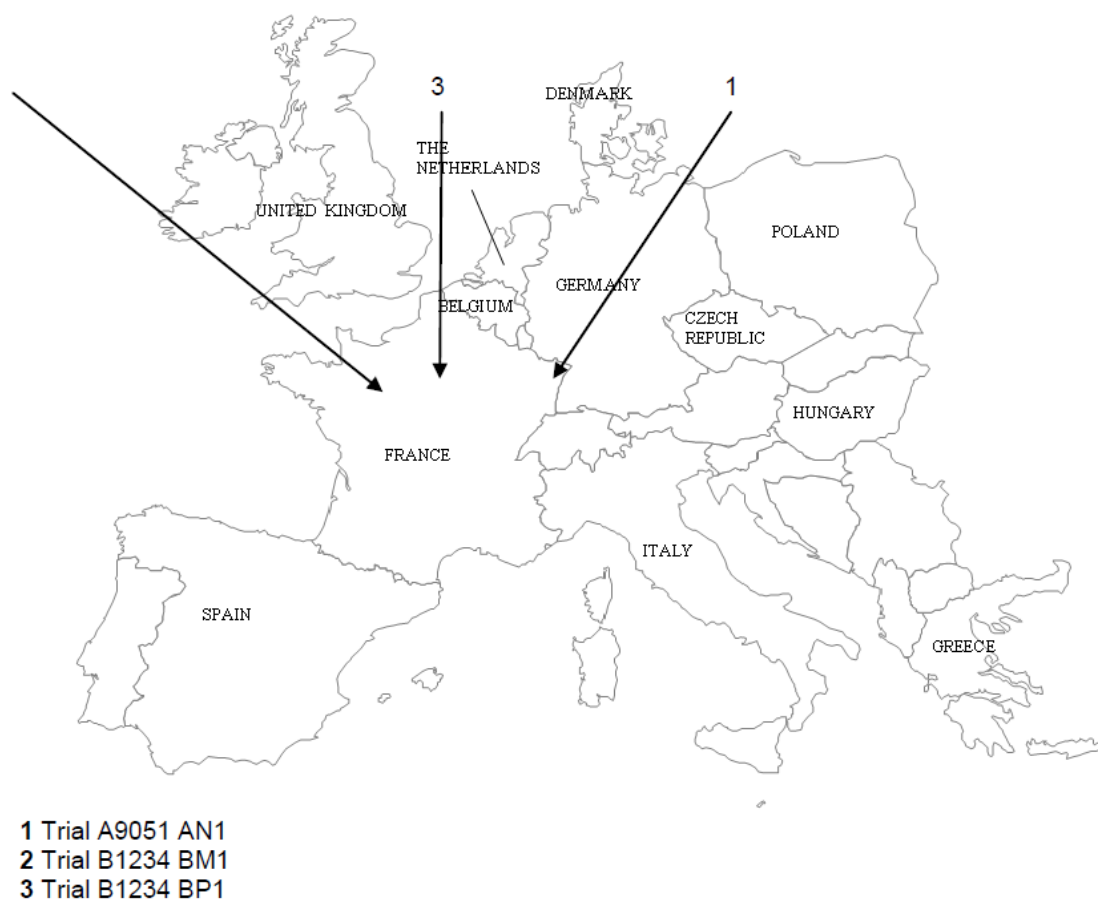 3
1
DENMARK
THE
NETHERLANDS
UNITED KINGDOM
POLAND
GERMANY
BELGIUM
CZECH
REPUBLIC
HUNGARY
FRANCE
ITALY
SPAIN
GREECE
1 Trial A9051 AN1
2 Trial B1234 BM1
3 Trial B1234 BP1